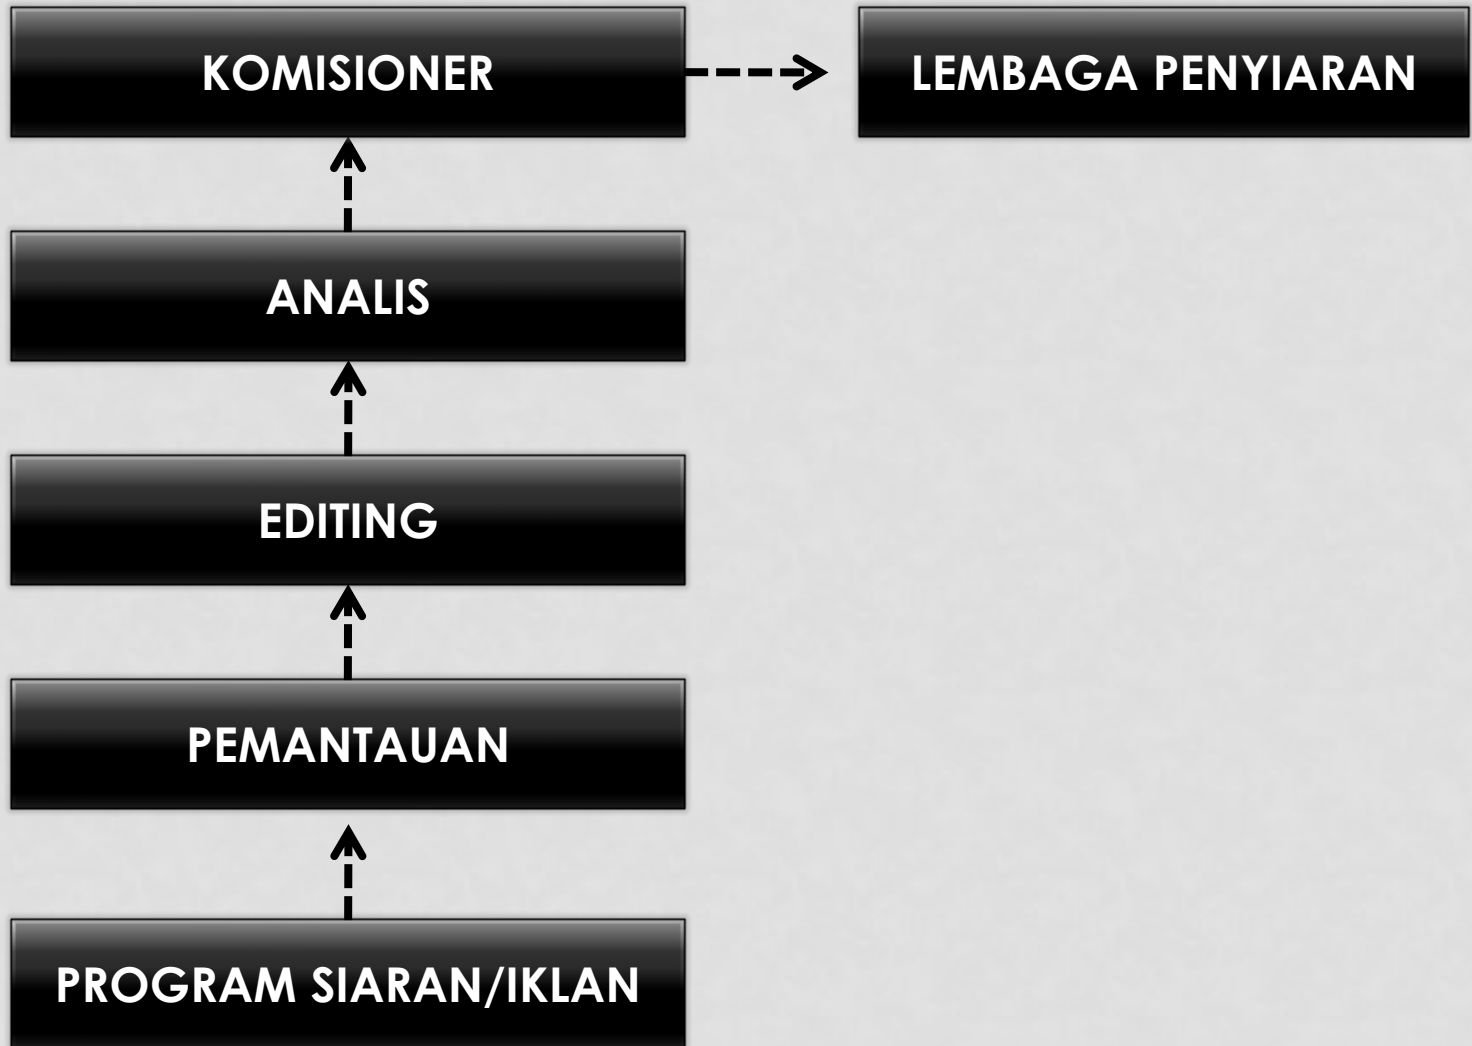 KOMISIONER
LEMBAGA PENYIARAN
ANALIS
EDITING
PEMANTAUAN
PROGRAM SIARAN/IKLAN